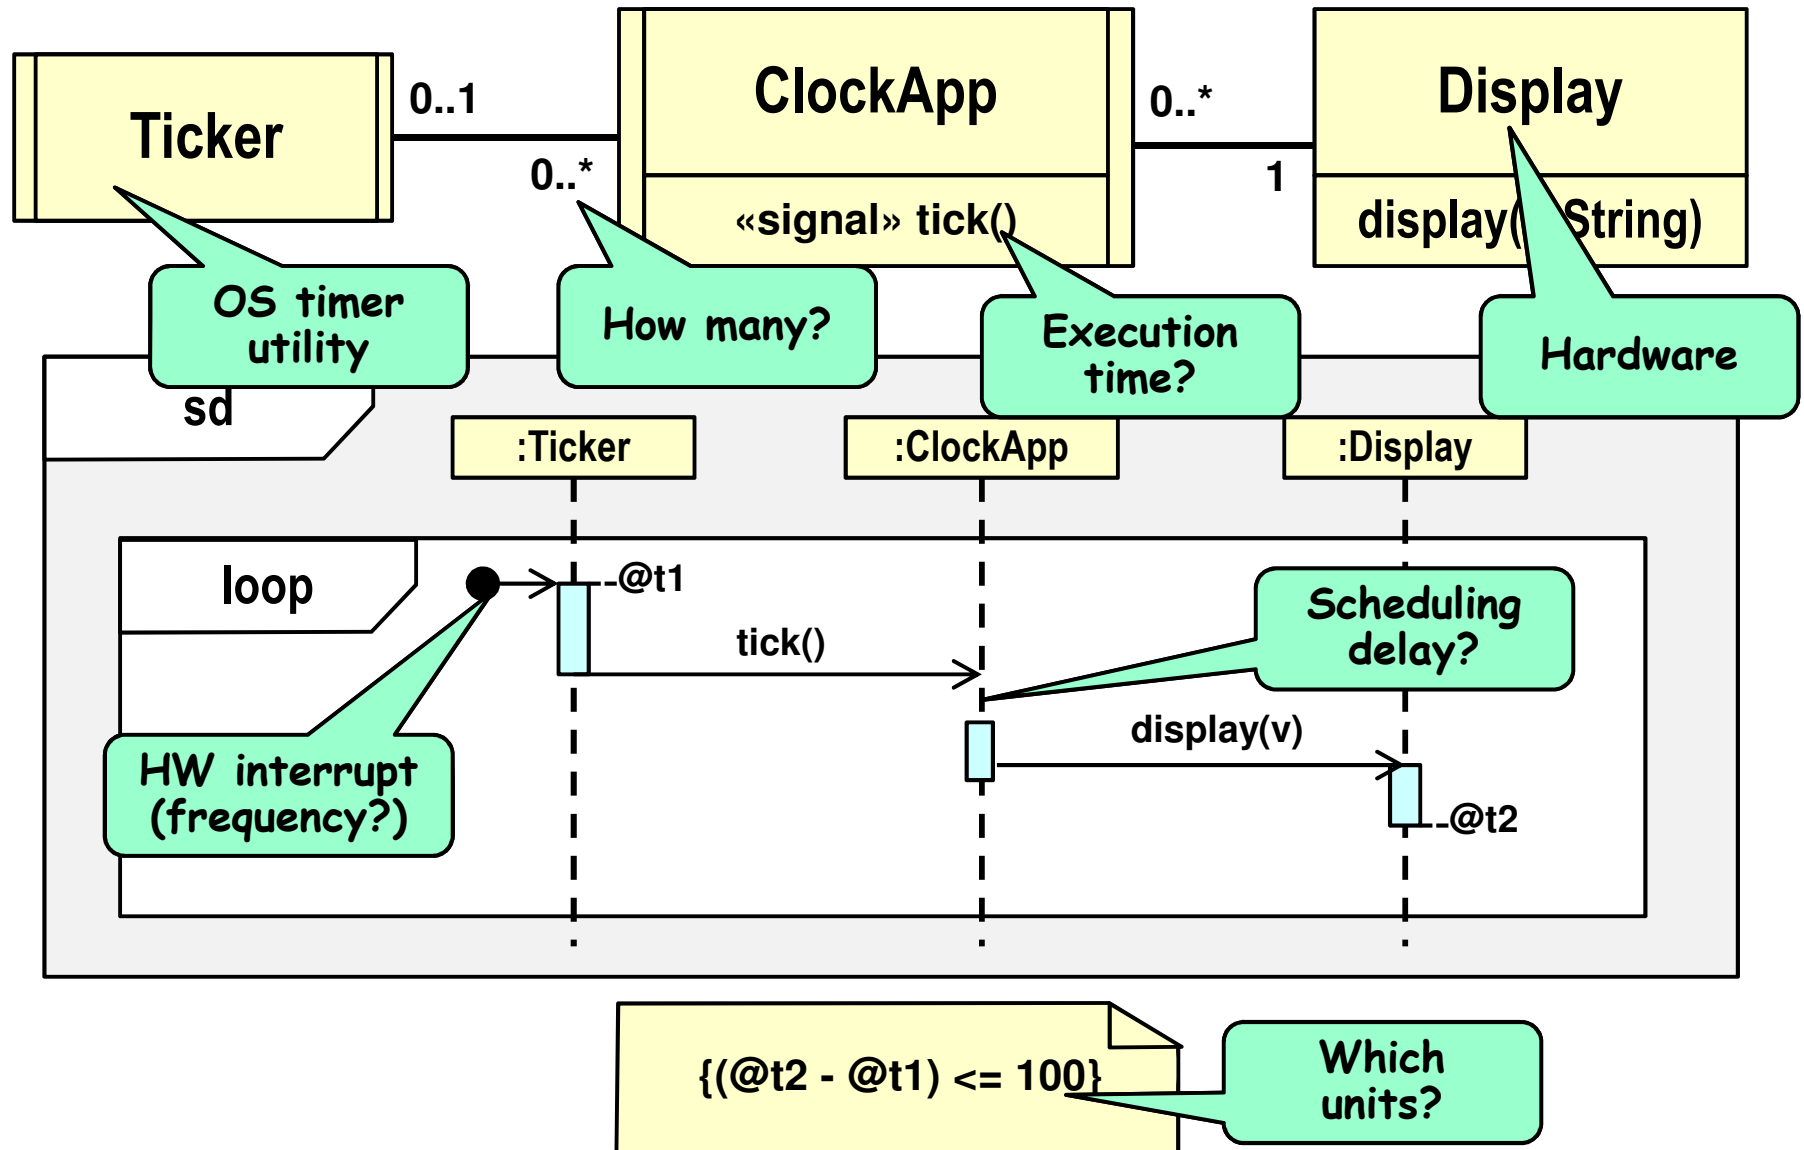 Ticker
0..1
0..*
ClockApp
«signal» tick()
0..*
1
Display
display( String)
OS timer
utility
How many?
Execution
time?
Hardware
sd
:Ticker
:ClockApp
:Display
loop
@t1
tick()
Scheduling
delay?
display(v)
HW interrupt
(frequency?)
@t2
{(@t2 - @t1) <= 100}
Which
units?